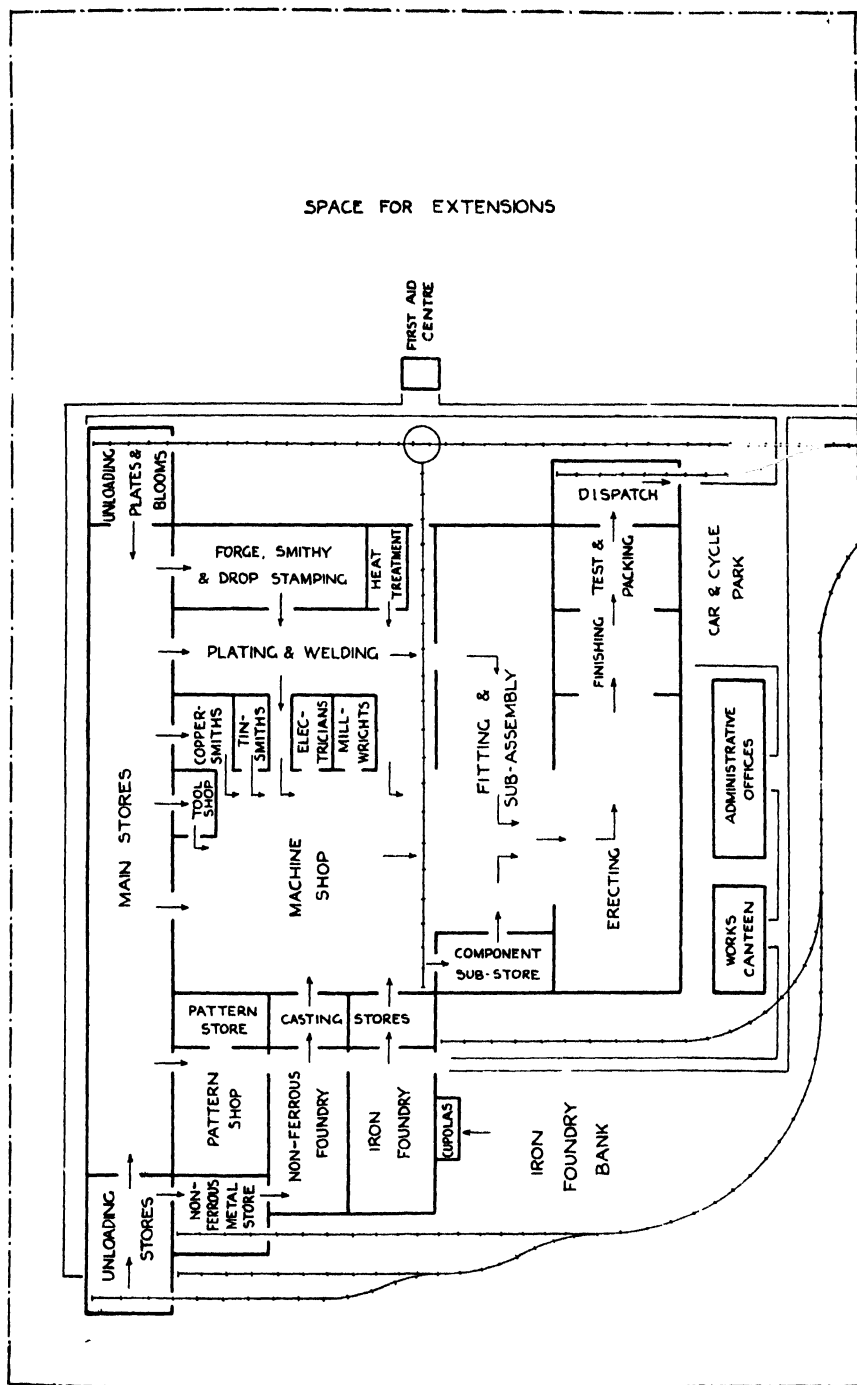 SPACE FOR EXTENSIONS
FIRST AID
CENTRE
UNLOADING
PLATES &
BLOOMS
FORGE, SMITHY
& DROP STAMPING
HEAT
TREATMENT
DISPATCH
TEST &
PACKING
CAR & CYCLE
PARK
PLATING & WELDING
FINISHING
COPPER-
SMITHS
TIN-
SMITHS
ELEC-
TRICIANS
MILL-
WRIGHTS
FITTING &
SUB-ASSEMBLY
ADMINISTRATIVE
OFFICES
MAIN STORES
TOOL
SHOP
MACHINE
SHOP
ERECTING
WORKS
CANTEEN
COMPONENT
SUB-STORE
PATTERN
STORE
CASTING STORES
PATTERN
SHOP
NON-FERROUS
FOUNDRY
IRON
FOUNDRY
CUPOLAS
IRON
FOUNDRY
BANK
UNLOADING
STORES
NON-
FERROUS
METAL
STORE